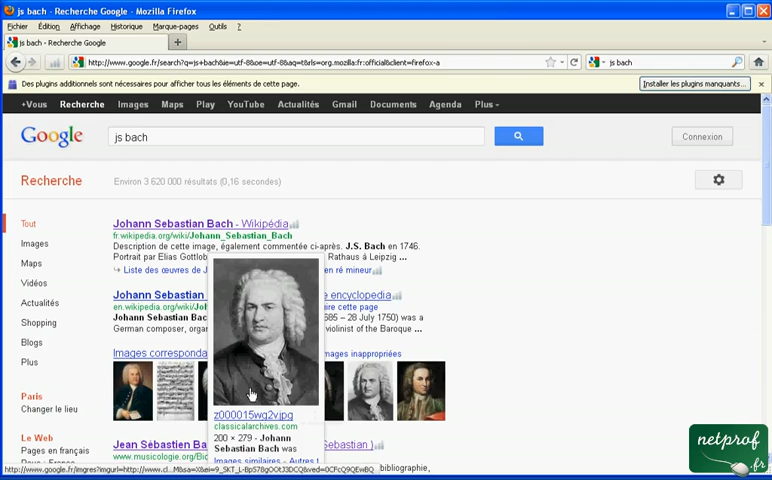 js bach - Recherche Google - Mozilla Firefox
Fichier Édition Affichage Historique Marque-pages Outils ?
js bach - Recherche Google
http://www.google.fr/search?q=js+bach&ie=utf-8&oe=utf-8&aq=t&rls=org.mozilla:fr:official&client=firefox-a
js bach
Des plugins additionnels sont nécessaires pour afficher tous les éléments de cette page.
Installer les plugins manquants...
+Vous Recherche Images Maps Play YouTube Actualités Gmail Documents Agenda Plus
Google
js bach
Connexion
Recherche
Environ 3 620 000 résultats (0,16 secondes)
Tout
Images
Maps
Vidéos
Actualités
Shopping
Blogs
Plus
Paris
Changer le lieu
Le Web
Pages en français
Johann Sebastian Bach - Wikipédia
fr.wikipedia.org/wiki/Johann_Sebastian_Bach
Description de cette image, également commentée ci-après. J.S. Bach en 1746.
Portrait par Elias Gottlob Rathaus à Leipzig ...
Liste des œuvres de J en ré mineur
Johann Sebastian encyclopedia
en.wikipedia.org/wiki/Joh ire cette page
Johann Sebastian 685 – 28 July 1750) was a
German composer, orga violinist of the Baroque ...
Images corresponda mages inappropriées
z000015wg2v.jpg
classicalarchives.com
200 × 279 - Johann
Sebastian Bach was
Images similaires - Autres
Jean Sébastien Ba Sebastian )
www.musicologie.org/Bio
bibliographie,
netprof
.fr